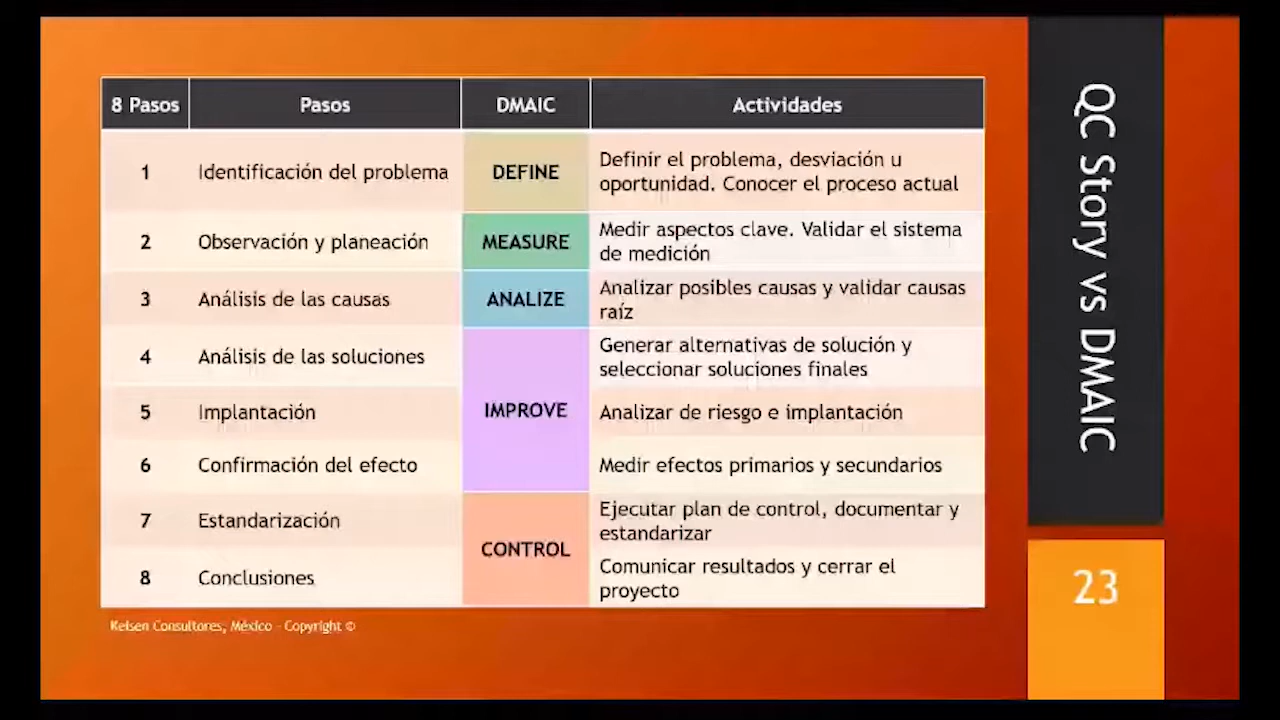 8 Pasos Pasos DMAIC Actividades
1 Identificación del problema DEFINE Definir el problema, desviación u
oportunidad. Conocer el proceso actual
2 Observación y planeación MEASURE Medir aspectos clave. Validar el sistema
de medición
3 Análisis de las causas ANALIZE Analizar posibles causas y validar causas
raíz
4 Análisis de las soluciones Generar alternativas de solución y
seleccionar soluciones finales
5 Implantación IMPROVE Analizar de riesgo e implantación
6 Confirmación del efecto Medir efectos primarios y secundarios
7 Estandarización Ejecutar plan de control, documentar y
estandarizar
CONTROL
8 Conclusiones Comunicar resultados y cerrar el
proyecto
Kelsen Consultores, México - Copyright ©
QC Story vs DMAIC
23